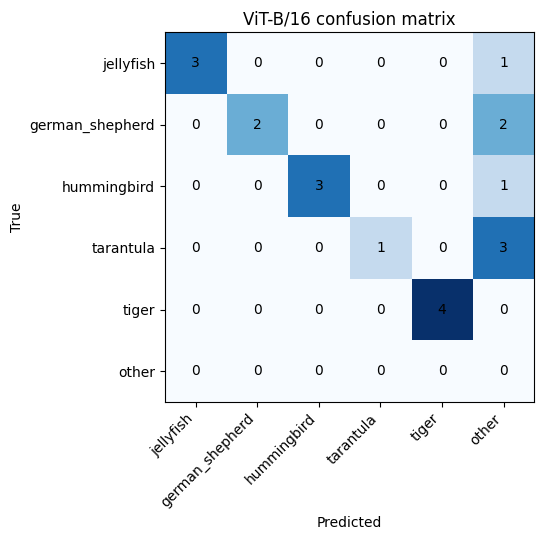 ViT-B/16 confusion matrix
jellyfish 3 0 0 0 0 1
german_shepherd 0 2 0 0 0 2
hummingbird 0 0 3 0 0 1
tarantula 0 0 0 1 0 3
tiger 0 0 0 0 4 0
other 0 0 0 0 0 0
True
jellyfish german_shepherd hummingbird tarantula tiger other
Predicted